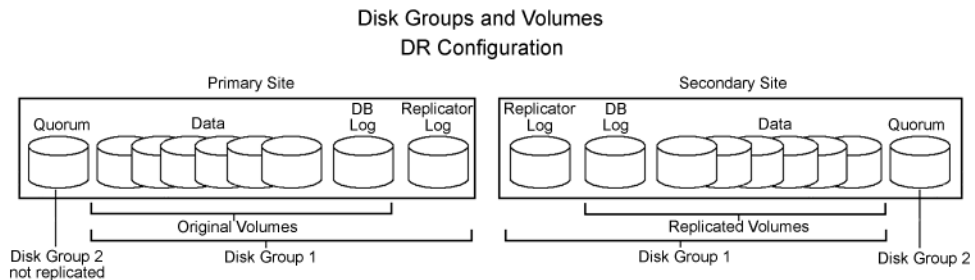 Disk Groups and Volumes
DR Configuration
Primary Site
Secondary Site
Quorum
Data
DB
Log
Replicator
Log
Replicator
Log
DB
Log
Data
Quorum
Original Volumes
Replicated Volumes
Disk Group 2
not replicated
Disk Group 1
Disk Group 1
Disk Group 2